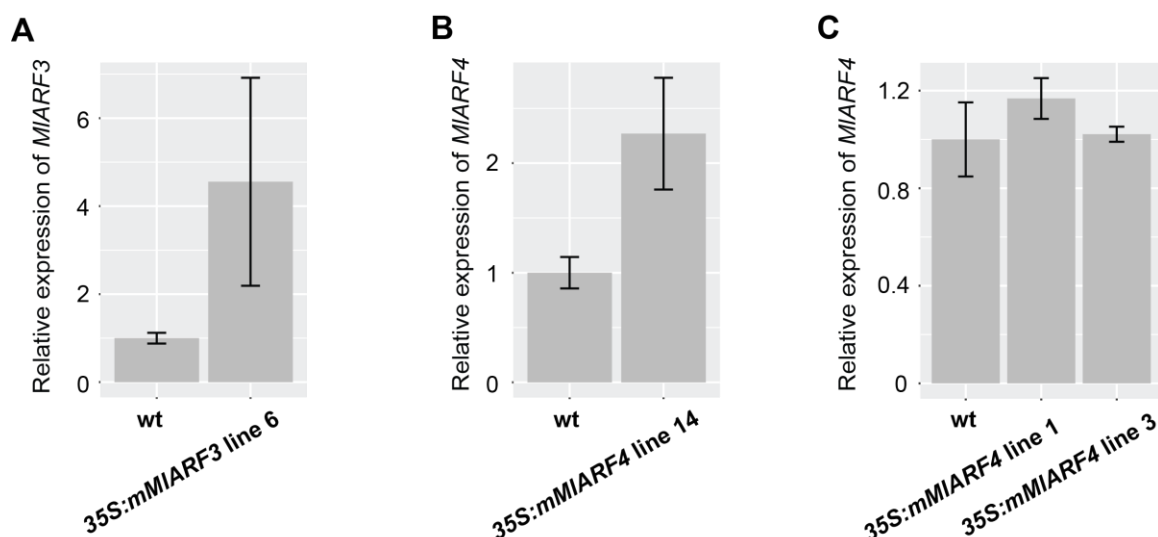 A
Relative expression of MlARF3
6
4
2
0
wt
35S:mMlARF3 line 6
B
Relative expression of MlARF4
2
1
0
wt
35S:mMlARF4 line 14
C
Relative expression of MlARF4
1.2
0.8
0.4
0
wt
35S:mMlARF4 line 1
35S:mMlARF4 line 3